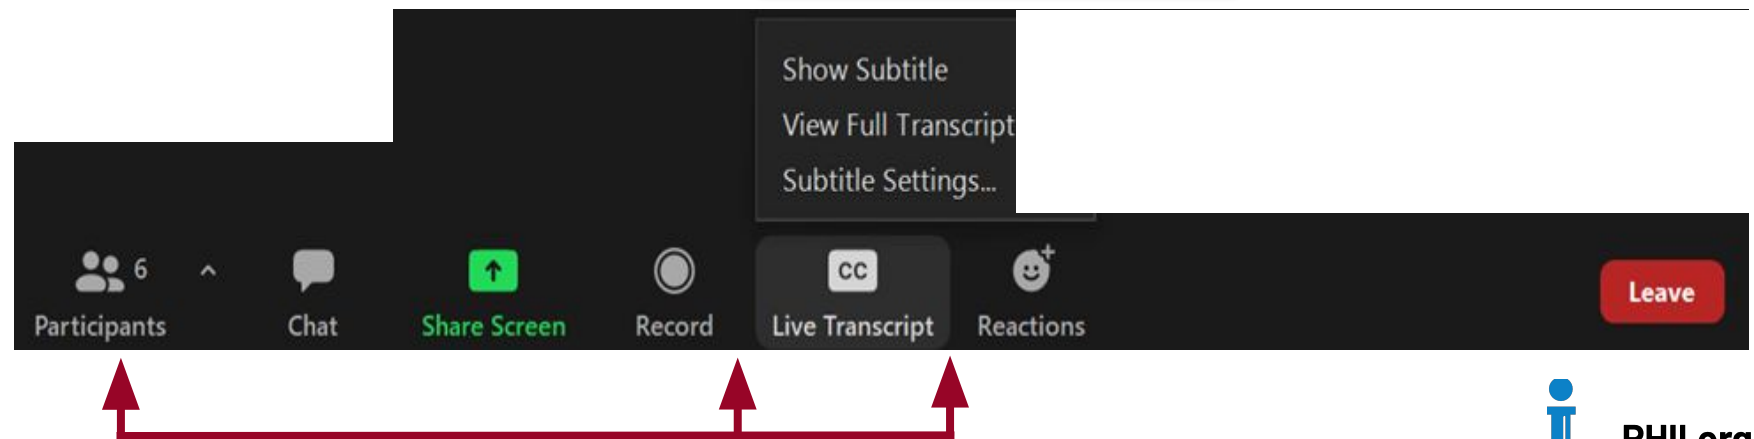 Show Subtitle
View Full Transcript
Subtitle Settings...
6
CC
Participants
Chat
Share Screen
Record
Live Transcript
Reactions
Leave